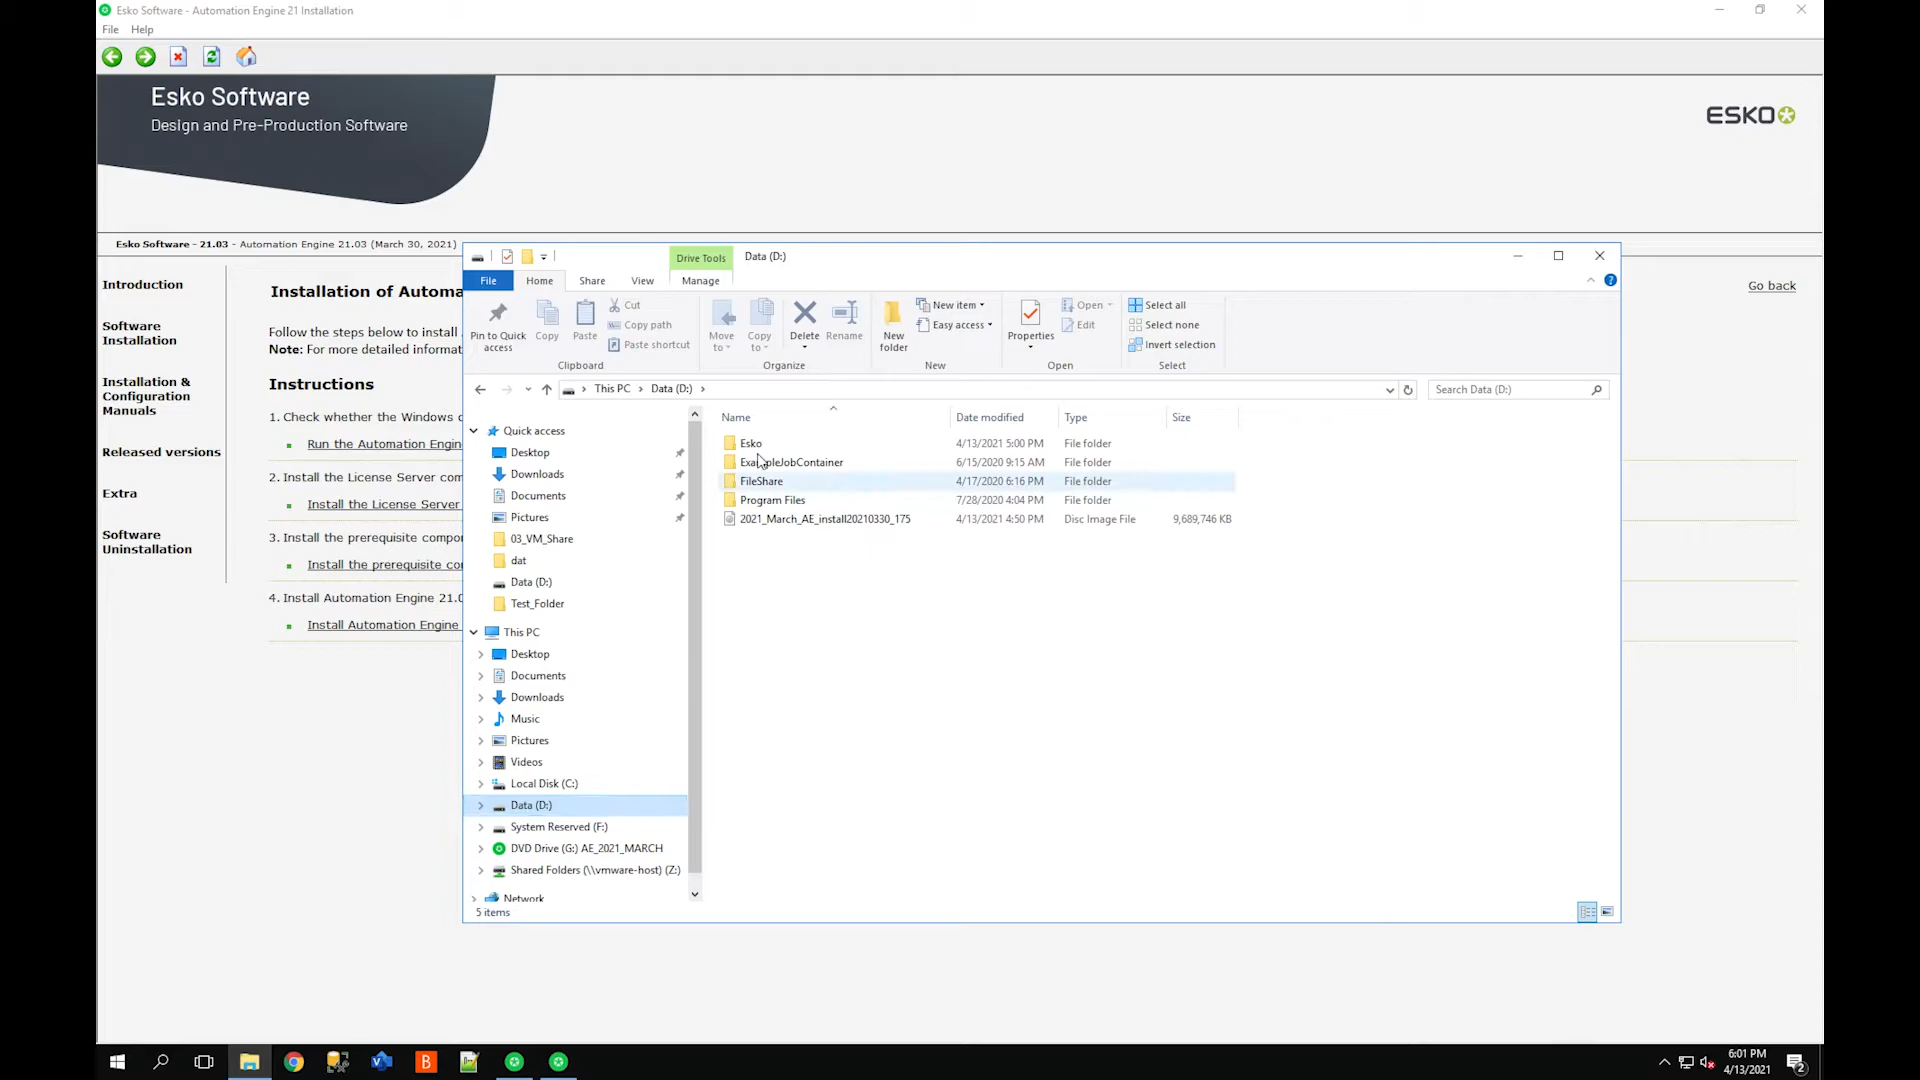 Esko Software - Automation Engine 21 Installation
File Help
Esko Software
Design and Pre-Production Software
ESKO
Esko Software - 21.03 - Automation Engine 21.03 (March 30, 2021)
Introduction
Software
Installation
Installation &
Configuration
Manuals
Released versions
Extra
Software
Uninstallation
Installation of Automa
Go back
Follow the steps below to install
Note: For more detailed informat
Instructions
1. Check whether the Windows
Run the Automation Engin
2. Install the License Server com
Install the License Server
3. Install the prerequisite compo
Install the prerequisite co
4. Install Automation Engine 21.0
Install Automation Engine
Drive Tools
Data (D:)
File Home Share View Manage
Pin to Quick
access
Copy
Paste
Cut
Copy path
Paste shortcut
Clipboard
Move
to
Copy
to
Delete
Rename
Organize
New
folder
New item
Easy access
New
Properties
Open
Edit
Open
Select all
Select none
Invert selection
Select
This PC Data (D:)
Search Data (D:)
Quick access
Desktop
Downloads
Documents
Pictures
03_VM_Share
dat
Data (D:)
Test_Folder
This PC
Desktop
Documents
Downloads
Music
Pictures
Videos
Local Disk (C:)
Data (D:)
System Reserved (F:)
DVD Drive (G:) AE_2021_MARCH
Shared Folders (\\vmware-host) (Z:)
Network
Name Date modified Type Size
Esko 4/13/2021 5:00 PM File folder
ExampleJobContainer 6/15/2020 9:15 AM File folder
FileShare 4/17/2020 6:16 PM File folder
Program Files 7/28/2020 4:04 PM File folder
2021_March_AE_install20210330_175 4/13/2021 4:50 PM Disc Image File 9,689,746 KB
5 items
6:01 PM
4/13/2021
2